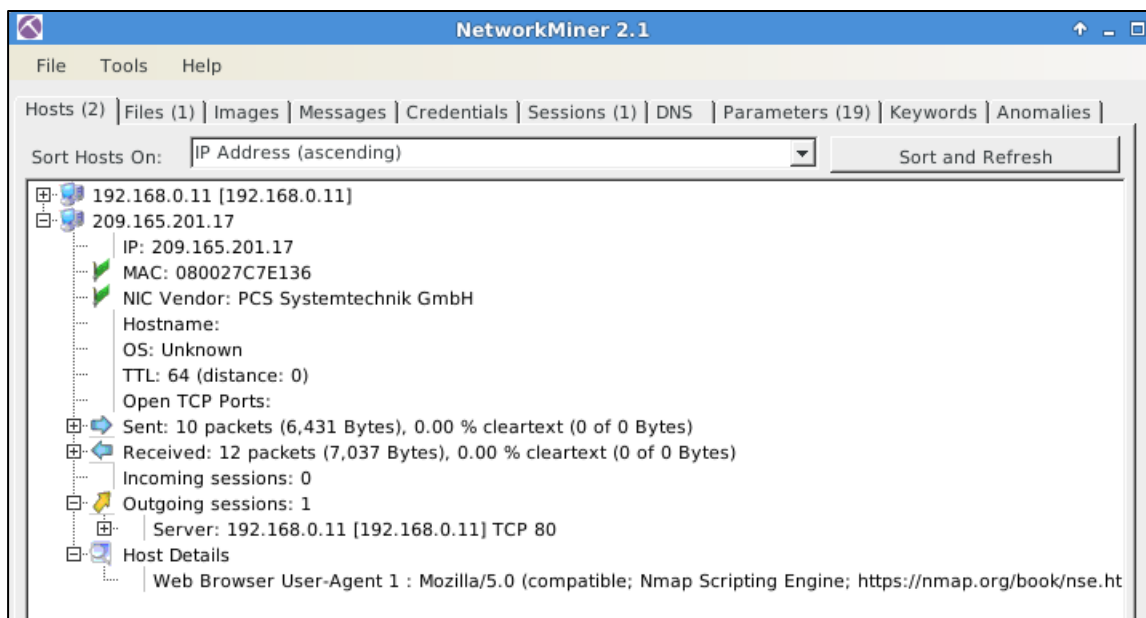 NetworkMiner 2.1
File Tools Help
Hosts (2) Files (1) Images Messages Credentials Sessions (1) DNS Parameters (19) Keywords Anomalies
Sort Hosts On: IP Address (ascending) Sort and Refresh
192.168.0.11 [192.168.0.11]
209.165.201.17
IP: 209.165.201.17
MAC: 080027C7E136
NIC Vendor: PCS Systemtechnik GmbH
Hostname:
OS: Unknown
TTL: 64 (distance: 0)
Open TCP Ports:
Sent: 10 packets (6,431 Bytes), 0.00 % cleartext (0 of 0 Bytes)
Received: 12 packets (7,037 Bytes), 0.00 % cleartext (0 of 0 Bytes)
Incoming sessions: 0
Outgoing sessions: 1
Server: 192.168.0.11 [192.168.0.11] TCP 80
Host Details
Web Browser User-Agent 1 : Mozilla/5.0 (compatible; Nmap Scripting Engine; https://nmap.org/book/nse.ht